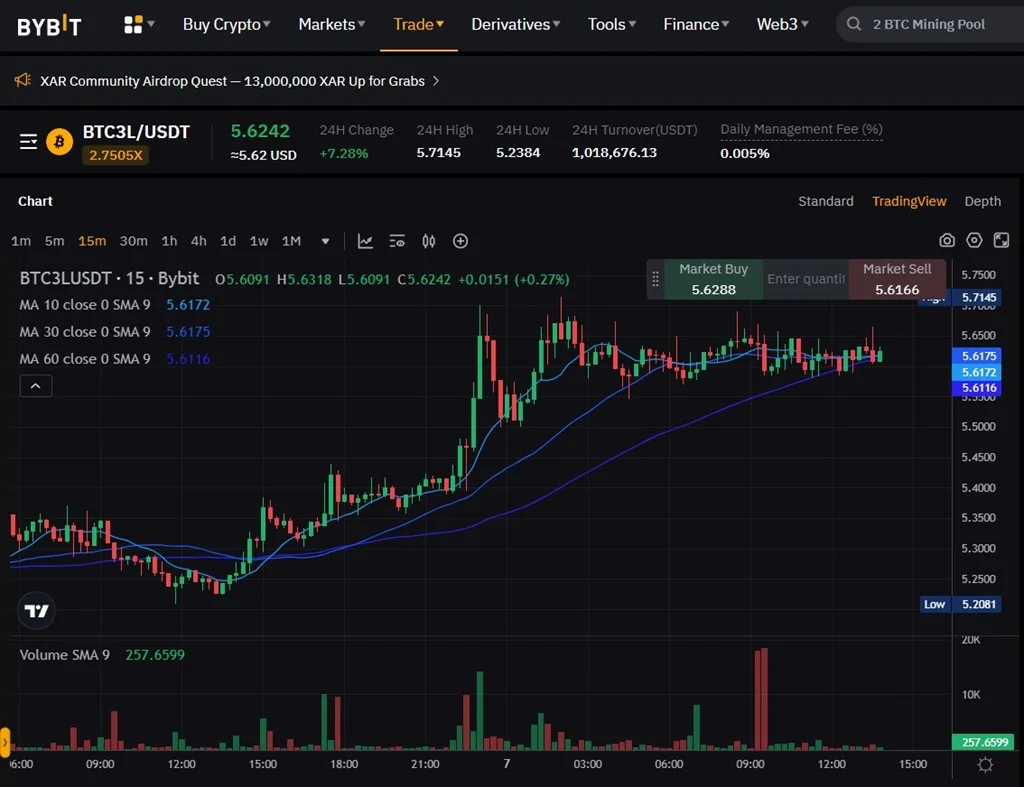 BYBIT
Buy Crypto Markets Trade Derivatives Tools Finance Web3 2 BTC Mining Pool
XAR Community Airdrop Quest — 13,000,000 XAR Up for Grabs
BTC3L/USDT
2.7505X
5.6242
≈5.62 USD
24H Change
+7.28%
24H High
5.7145
24H Low
5.2384
24H Turnover(USDT)
1,018,676.13
Daily Management Fee (%)
0.005%
Chart
Standard TradingView Depth
1m 5m 15m 30m 1h 4h 1d 1w 1M
BTC3LUSDT · 15 · Bybit O5.6091 H5.6318 L5.6091 C5.6242 +0.0151 (+0.27%)
MA 10 close 0 SMA 9 5.6172
MA 30 close 0 SMA 9 5.6175
MA 60 close 0 SMA 9 5.6116
Market Buy
5.6288
Enter quanti
Market Sell
5.6166
5.7500
High 5.7145
5.7000
5.6500
5.6175
5.6172
5.6116
5.5500
5.5000
5.4500
5.4000
5.3500
5.3000
5.2500
Low 5.2081
Volume SMA 9 257.6599
20K
10K
257.6599
06:00 09:00 12:00 15:00 18:00 21:00 7 03:00 06:00 09:00 12:00 15:00